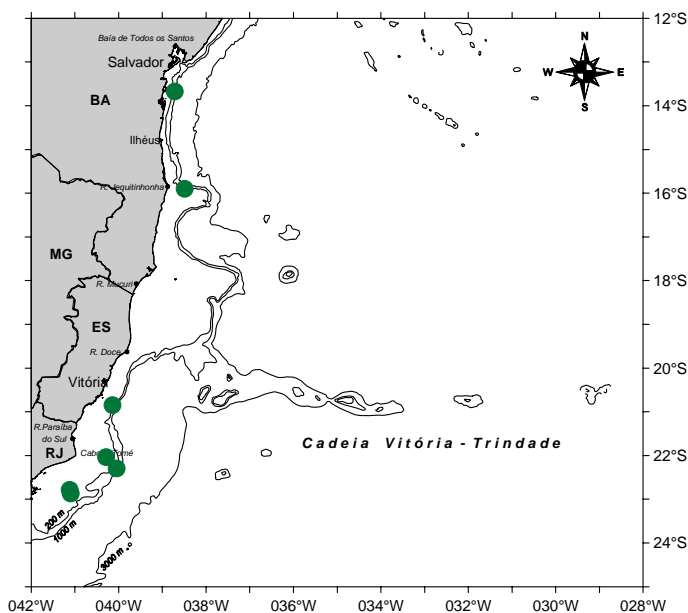 12°S
Baía de Todos os Santos
Salvador
N
W
E
S
BA
14°S
Ilhéus
R. Jequitinhonha
16°S
MG
R. Mucuri
18°S
ES
R. Doce
20°S
Vitória
R.Paraíba
do Sul
RJ
Cadeia Vitória - Trindade
22°S
200 m
1000 m
3000 m
24°S
042°W
040°W
038°W
036°W
034°W
032°W
030°W
028°W